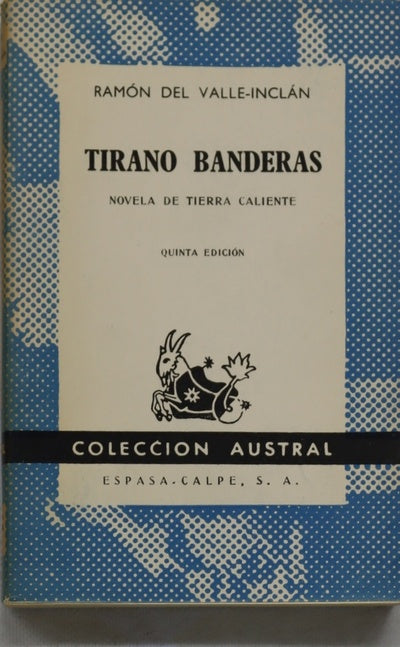 RAMÓN DEL VALLE-INCLÁN
TIRANO BANDERAS
NOVELA DE TIERRA CALIENTE
QUINTA EDICIÓN
COLECCION AUSTRAL
ESPASA-CALPE, S. A.